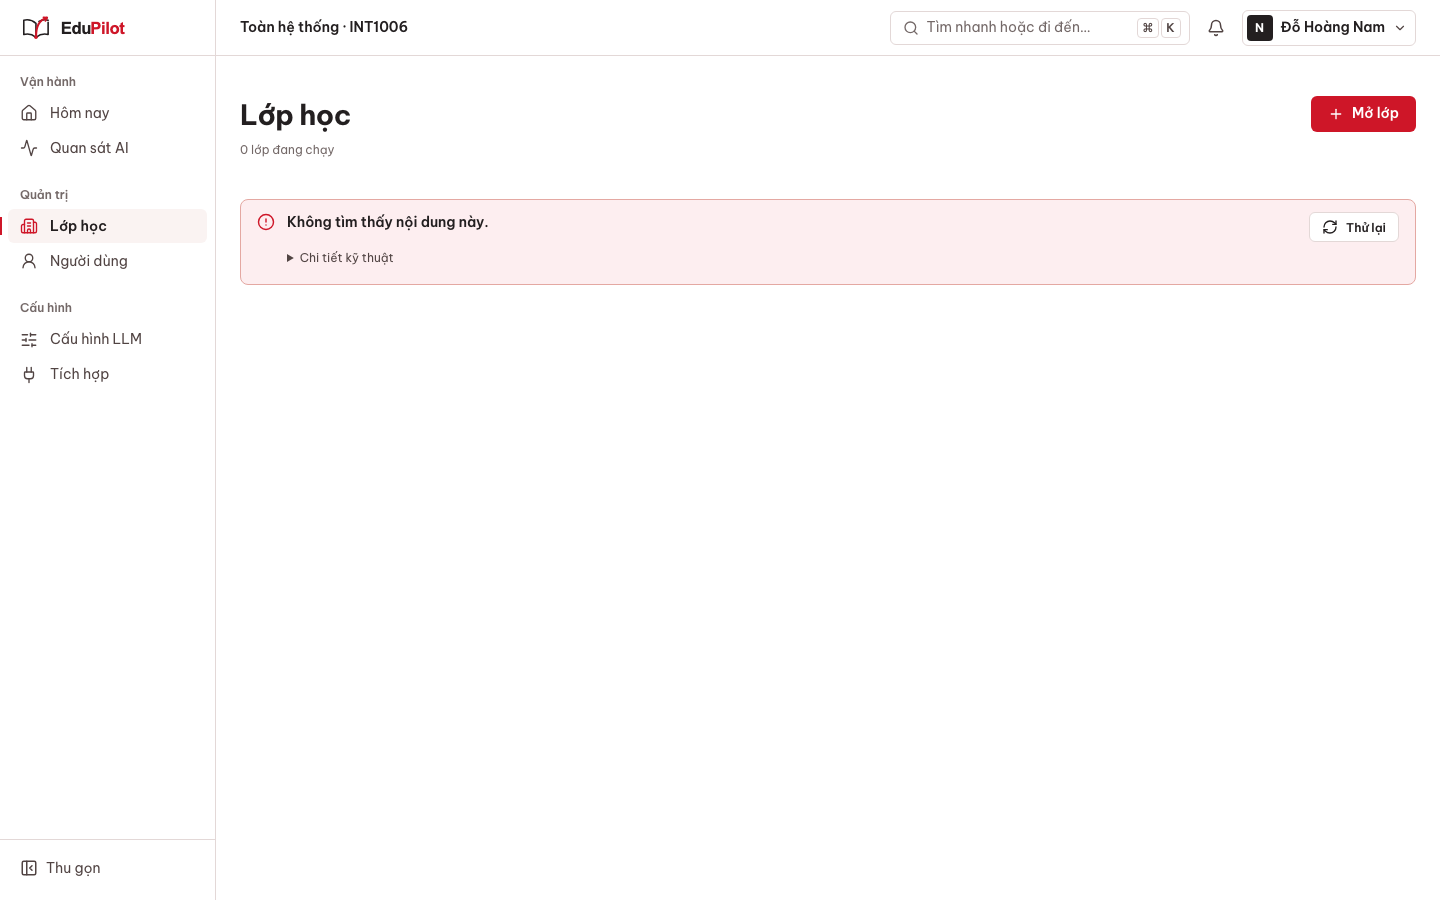 EduPilot
Toàn hệ thống · INT1006
Tìm nhanh hoặc đi đến...
⌘ K
N
Đỗ Hoàng Nam
Vận hành
Hôm nay
Quan sát AI
Quản trị
Lớp học
Người dùng
Cấu hình
Cấu hình LLM
Tích hợp
Thu gọn
Lớp học
Mở lớp
0 lớp đang chạy
Không tìm thấy nội dung này.
Thử lại
Chi tiết kỹ thuật